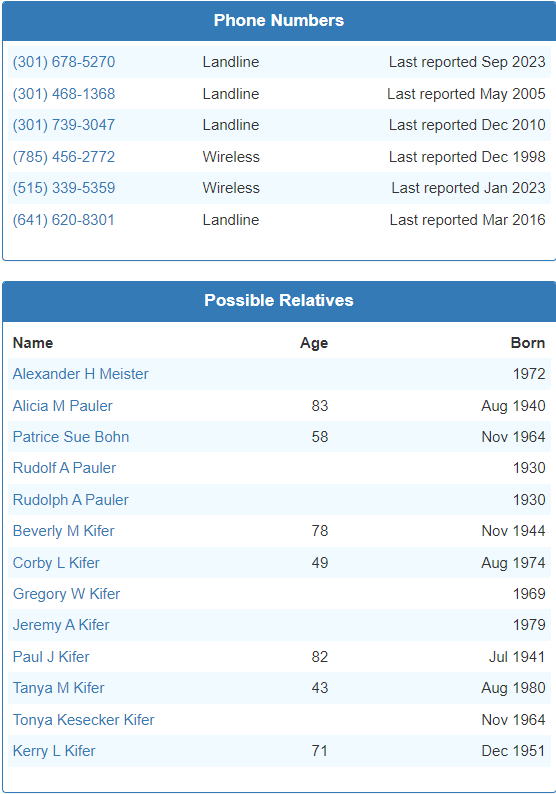 Phone Numbers
(301) 678-5270 Landline Last reported Sep 2023
(301) 468-1368 Landline Last reported May 2005
(301) 739-3047 Landline Last reported Dec 2010
(785) 456-2772 Wireless Last reported Dec 1998
(515) 339-5359 Wireless Last reported Jan 2023
(641) 620-8301 Landline Last reported Mar 2016
Possible Relatives
Name Age Born
Alexander H Meister 1972
Alicia M Pauler 83 Aug 1940
Patrice Sue Bohn 58 Nov 1964
Rudolf A Pauler 1930
Rudolph A Pauler 1930
Beverly M Kifer 78 Nov 1944
Corby L Kifer 49 Aug 1974
Gregory W Kifer 1969
Jeremy A Kifer 1979
Paul J Kifer 82 Jul 1941
Tanya M Kifer 43 Aug 1980
Tonya Kesecker Kifer Nov 1964
Kerry L Kifer 71 Dec 1951